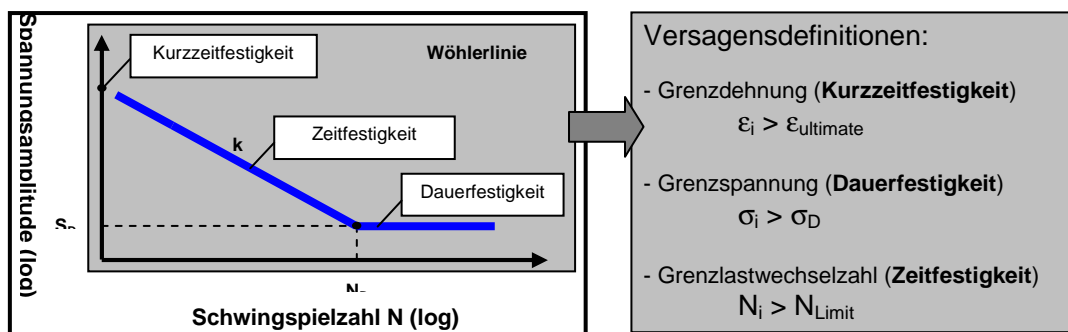 Spannungsamplitude (log)
Kurzzeitfestigkeit
Wöhlerlinie
k
Zeitfestigkeit
Dauerfestigkeit
Schwingspielzahl N (log)
Versagensdefinitionen:
- Grenzdehnung (Kurzzeitfestigkeit)
εi > εultimate
- Grenzspannung (Dauerfestigkeit)
σi > σD
- Grenzlastwechselzahl (Zeitfestigkeit)
Ni > NLimit